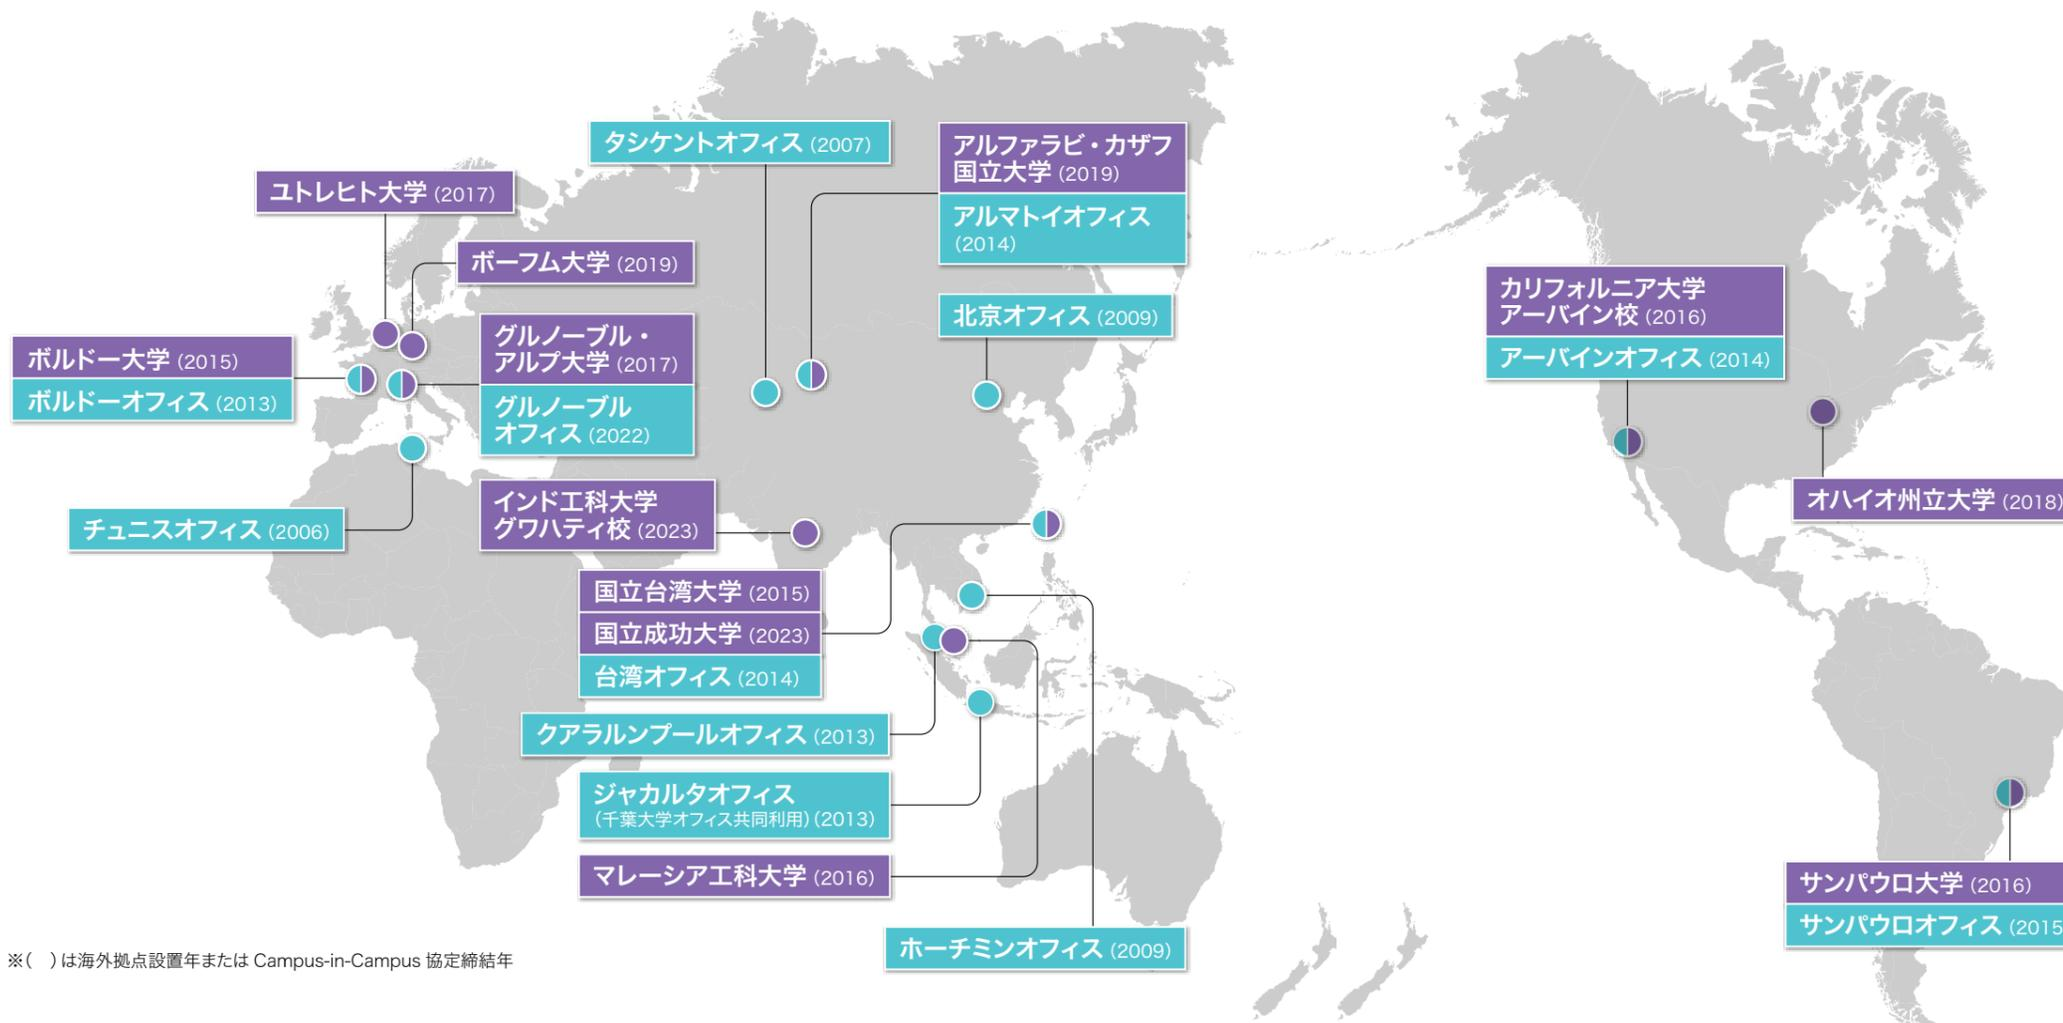 タシケントオフィス（2007）
アルファラビ・カザフ
国立大学（2019）
アルマトイオフィス
（2014）
ユトレヒト大学（2017）
ボーフム大学（2019）
北京オフィス（2009）
グルノーブル・
アルプ大学（2017）
グルノーブル
オフィス（2022）
ボルドー大学（2015）
ボルドーオフィス（2013）
チュニスオフィス（2006）
インド工科大学
グワハティ校（2023）
国立台湾大学（2015）
国立成功大学（2023）
台湾オフィス（2014）
クアラルンプールオフィス（2013）
ジャカルタオフィス
（千葉大学オフィス共同利用）（2013）
マレーシア工科大学（2016）
ホーチミンオフィス（2009）
カリフォルニア大学
アーバイン校（2016）
アーバインオフィス（2014）
オハイオ州立大学（2018）
サンパウロ大学（2016）
サンパウロオフィス（2015
※（　）は海外拠点設置年または Campus-in-Campus 協定締結年